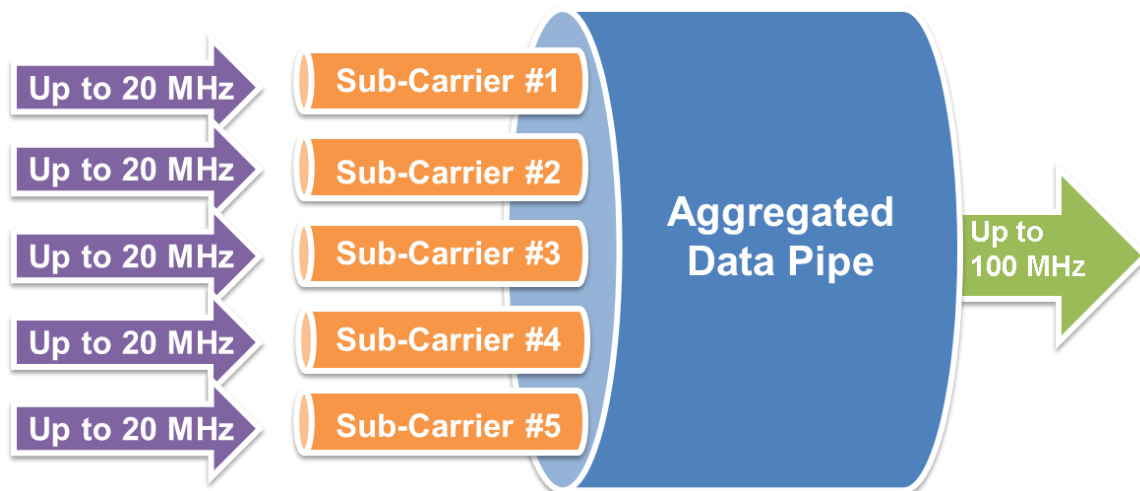 Up to 20 MHz
Sub-Carrier #1
Up to 20 MHz
Sub-Carrier #2
Up to 20 MHz
Sub-Carrier #3
Up to 20 MHz
Sub-Carrier #4
Up to 20 MHz
Sub-Carrier #5
Aggregated
Data Pipe
Up to
100 MHz